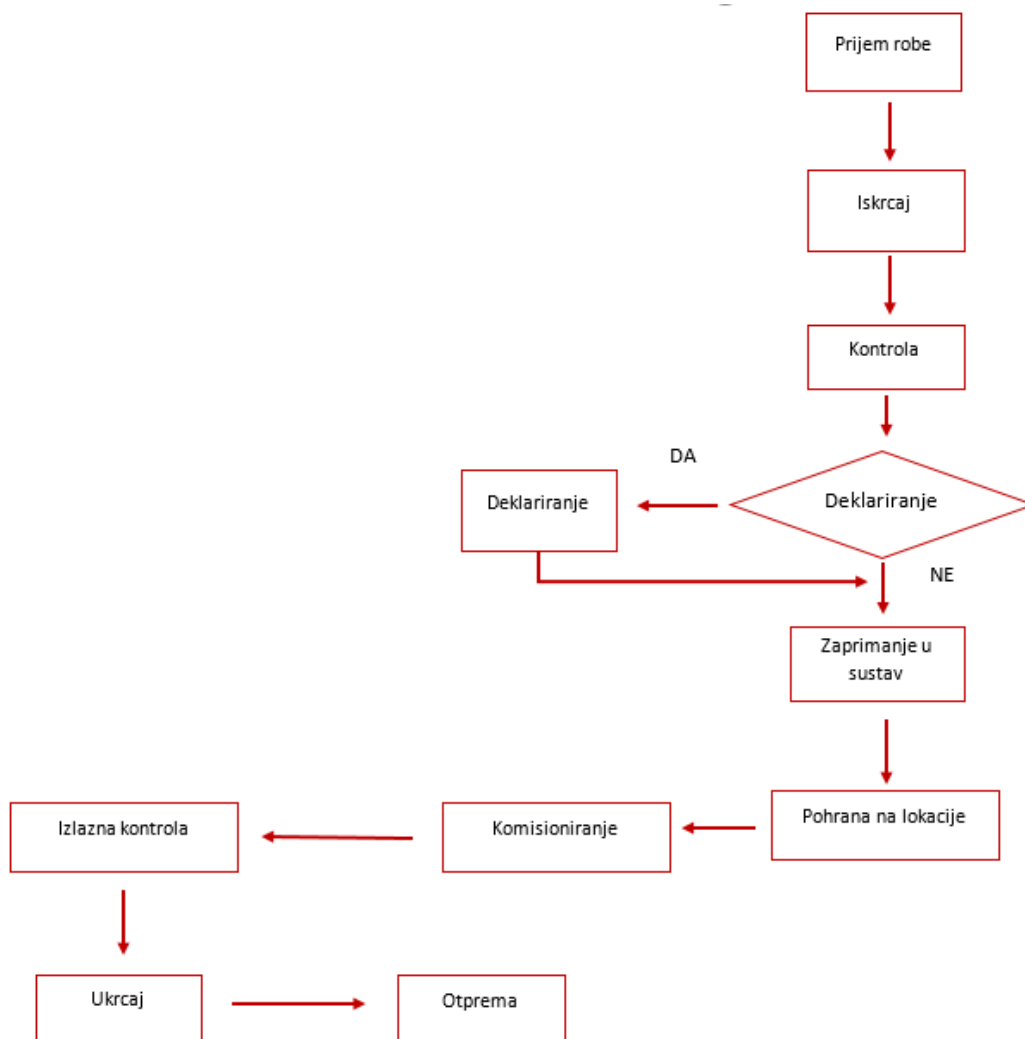 Prijem robe
Iskrcaj
Kontrola
DA
Deklariranje
Deklariranje
NE
Zaprimanje u
sustav
Pohrana na lokacije
Komisioniranje
Izlazna kontrola
Ukrcaj
Otprema